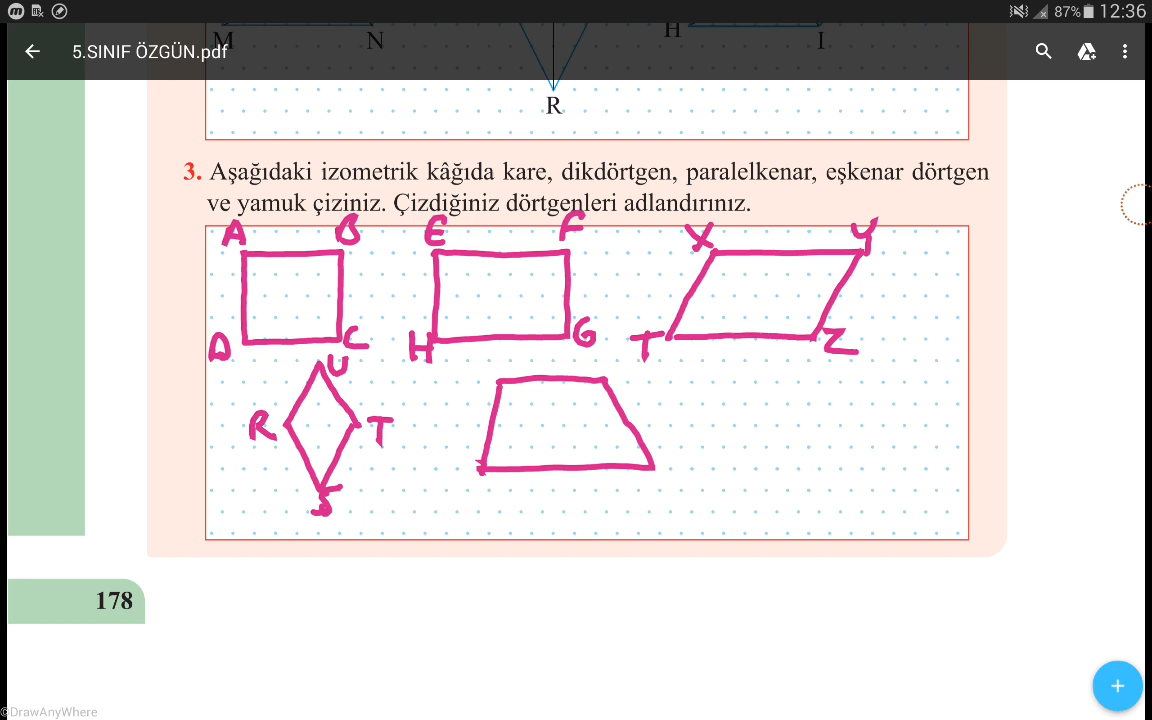 87% 12:36
5.SINIF ÖZGÜN.pdf
M N H I
R
3. Aşağıdaki izometrik kâğıda kare, dikdörtgen, paralelkenar, eşkenar dörtgen
ve yamuk çiziniz. Çizdiğiniz dörtgenleri adlandırınız.
A B E F X Y
D C H G T Z
U
R T
S
178
©DrawAnyWhere